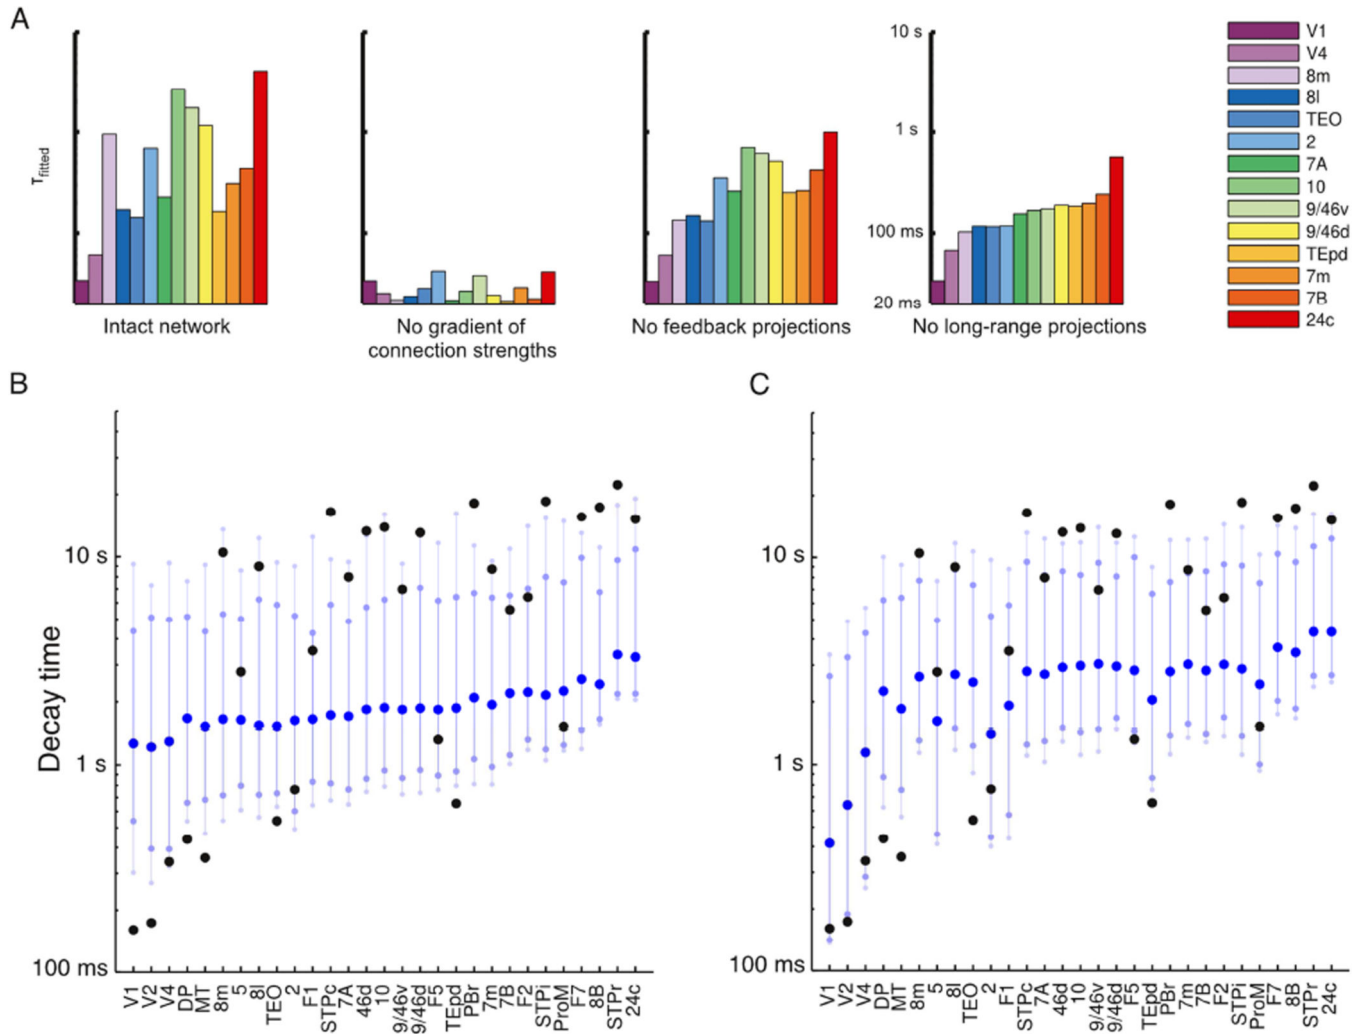 A
τfitted
10 s
1 s
100 ms
20 ms
Intact network
No gradient of
connection strengths
No feedback projections
No long-range projections
V1
V4
8m
8l
TEO
2
7A
10
9/46v
9/46d
TEpd
7m
7B
24c
B
Decay time
10 s
1 s
100 ms
V1
V2
V4
DP
MT
8m
5
8l
TEO
2
F1
STPc
7A
46d
10
9/46v
9/46d
F5
TEpd
PBr
7m
7B
F2
STPi
ProM
F7
8B
STPr
24c
C
10 s
1 s
100 ms
V1
V2
V4
DP
MT
8m
5
8l
TEO
2
F1
STPc
7A
46d
10
9/46v
9/46d
F5
TEpd
PBr
7m
7B
F2
STPi
ProM
F7
8B
STPr
24c